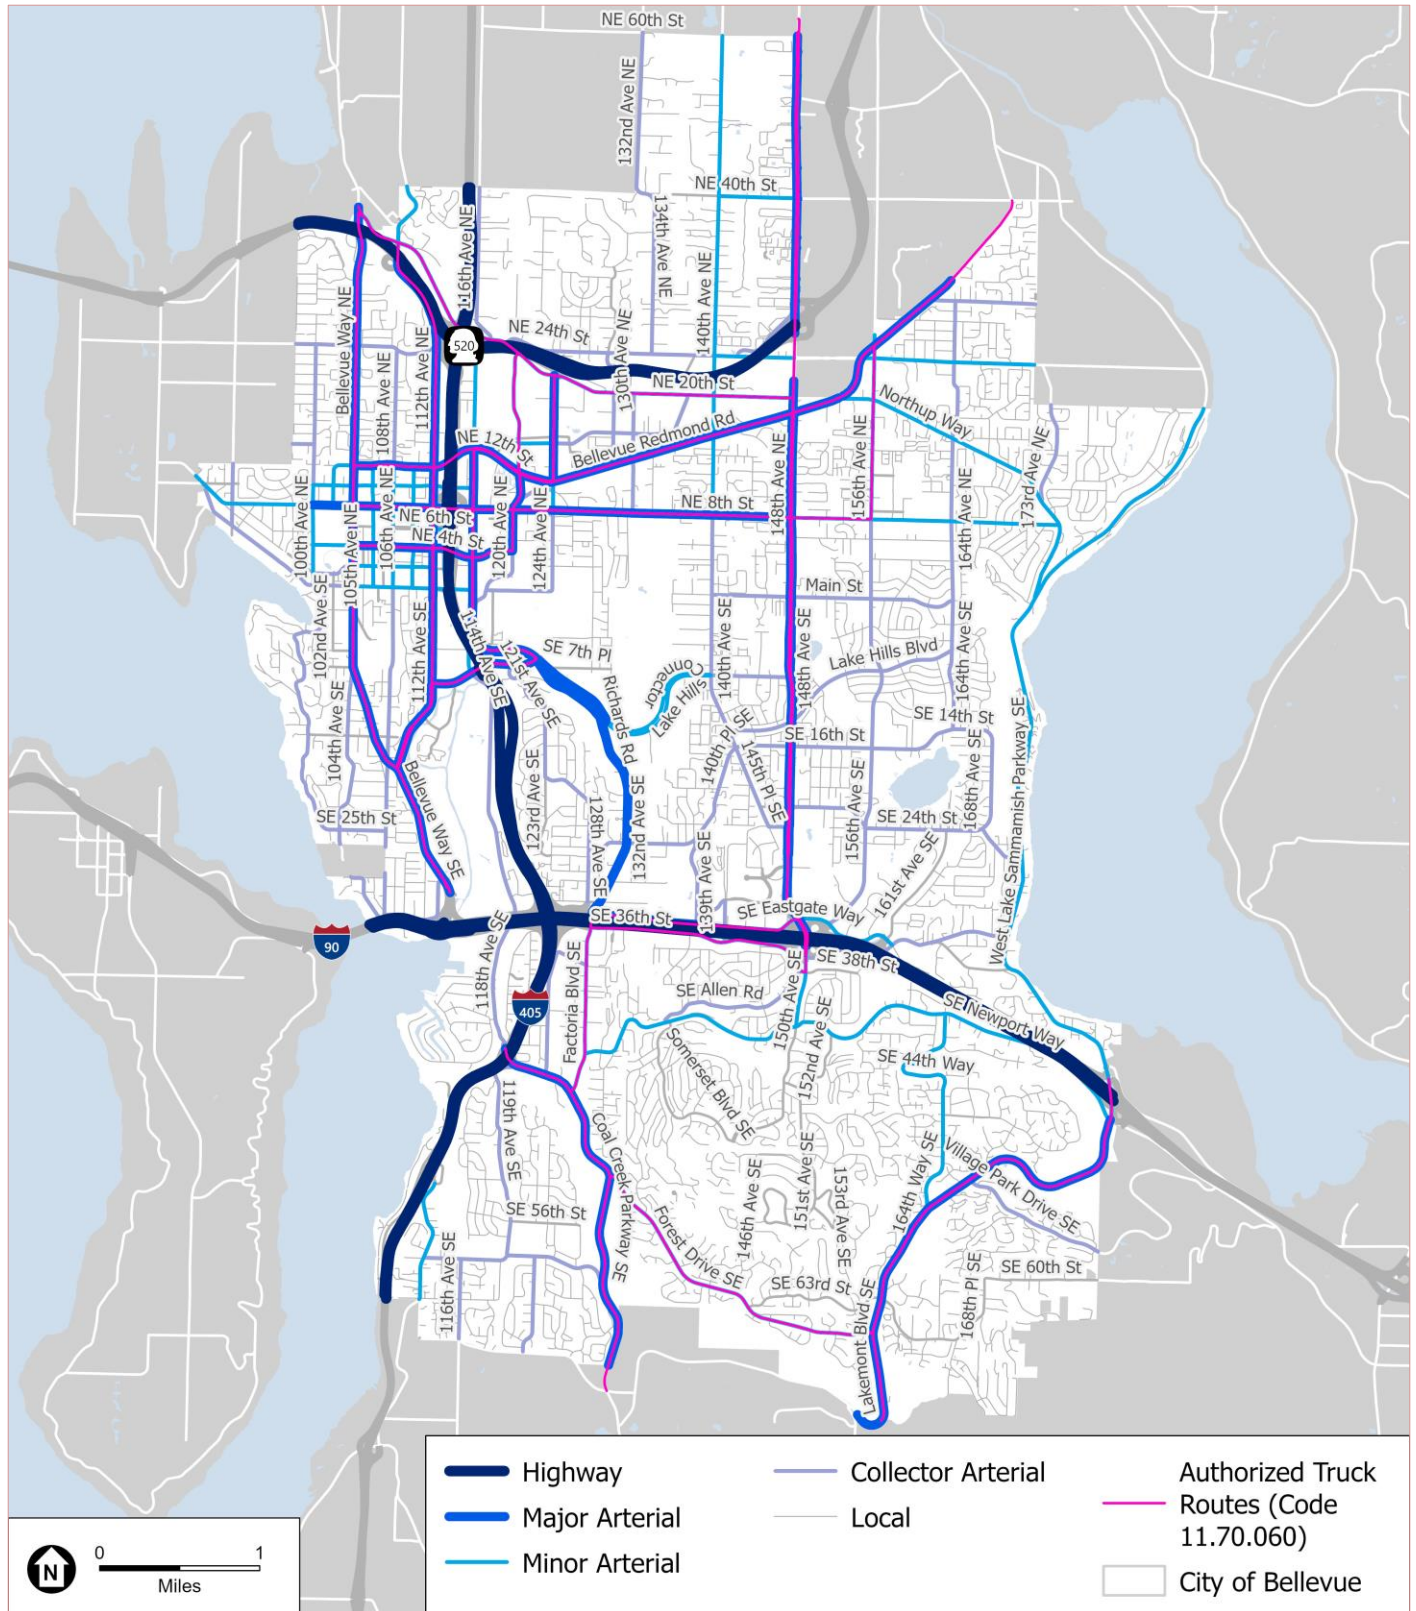 NE 60th St
132nd Ave NE
NE 40th St
134th Ave NE
116th Ave NE
140th Ave NE
Bellevue Way NE
112th Ave NE
108th Ave NE
520
NE 24th St
130th Ave NE
NE 20th St
Northup Way
NE 12th St
Bellevue Redmond Rd
148th Ave NE
156th Ave NE
164th Ave NE
173rd Ave NE
100th Ave NE
105th Ave NE
106th Ave NE
NE 8th St
NE 6th St
NE 4th St
120th Ave NE
124th Ave NE
Main St
102nd Ave SE
112th Ave SE
114th Ave SE
121st Ave SE
SE 7th Pl
Richards Rd
Lake Hills
Connector
140th Ave SE
148th Ave SE
Lake Hills Blvd
164th Ave SE
104th Ave SE
SE 14th St
SE 16th St
140th Pl SE
145th Pl SE
Bellevue Way SE
SE 25th St
123rd Ave SE
128th Ave SE
132nd Ave SE
156th Ave SE
SE 24th St
168th Ave SE
161st Ave SE
West Lake Sammamish Parkway SE
139th Ave SE
SE 36th St
SE Eastgate Way
90
118th Ave SE
Factoria Blvd SE
SE 38th St
SE Allen Rd
150th Ave SE
152nd Ave SE
SE Newport Way
405
Somerset Blvd SE
SE 44th Way
119th Ave SE
Coal Creek Parkway SE
164th Way SE
Village Park Drive SE
146th Ave SE
151st Ave SE
153rd Ave SE
SE 56th St
Forest Drive SE
116th Ave SE
SE 63rd St
SE 60th St
168th Pl SE
Lakemont Blvd SE
Highway
Major Arterial
Minor Arterial
Collector Arterial
Local
Authorized Truck
Routes (Code
11.70.060)
City of Bellevue
N
0 1
Miles